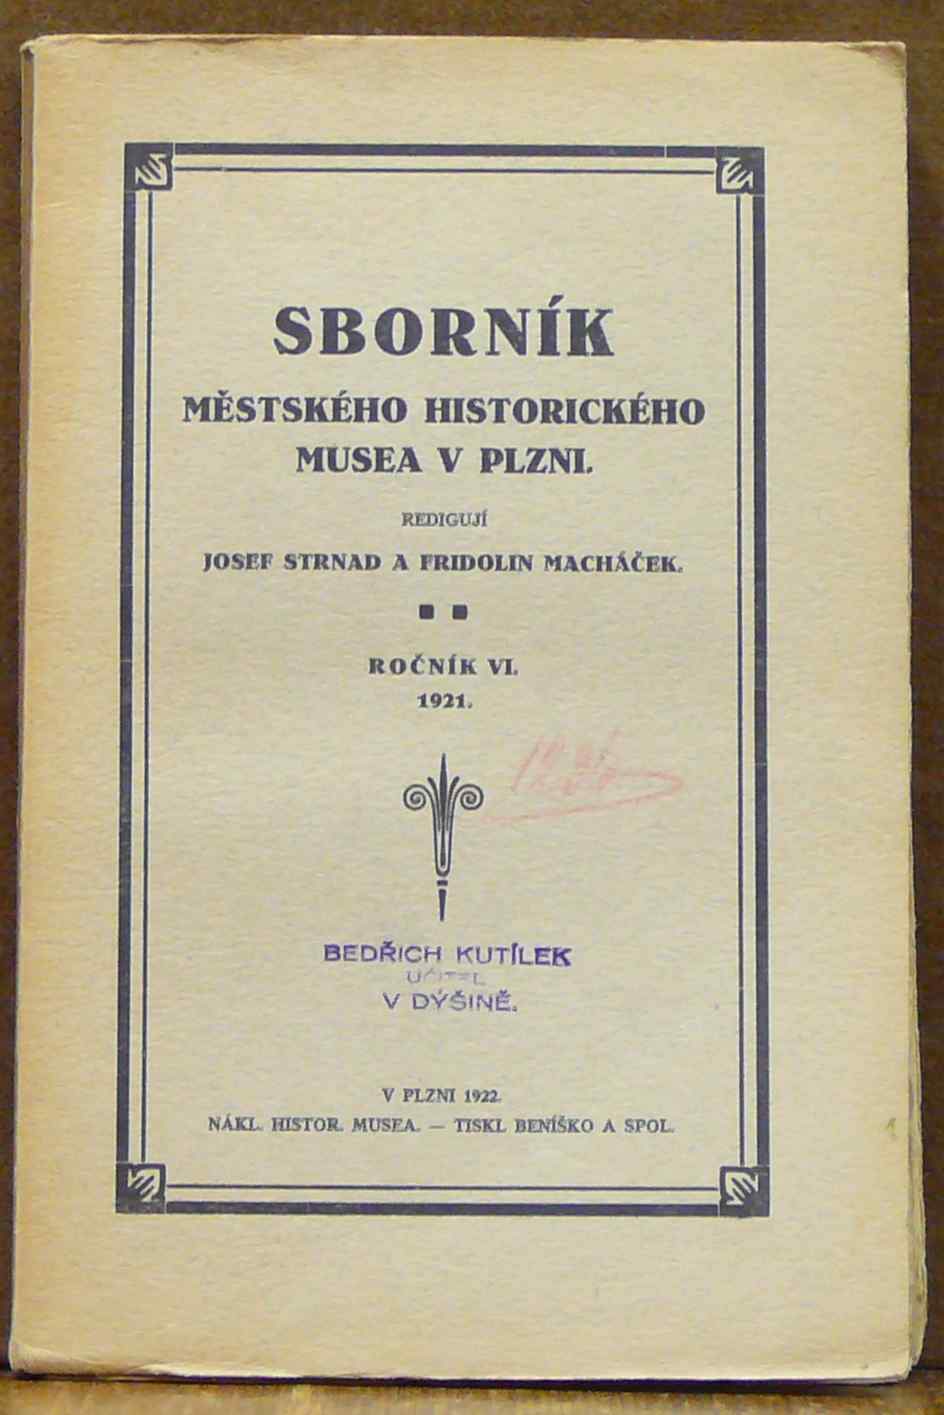 SBORNÍK
MĚSTSKÉHO HISTORICKÉHO
MUSEA V PLZNI.
REDIGUJÍ
JOSEF STRNAD A FRIDOLIN MACHÁČEK.
ROČNÍK VI.
1921.
BEDŘICH KUTÍLEK
UČITEL
V DÝŠINĚ.
V PLZNI 1922.
NÁKL. HISTOR. MUSEA. — TISKL BENÍŠKO A SPOL.